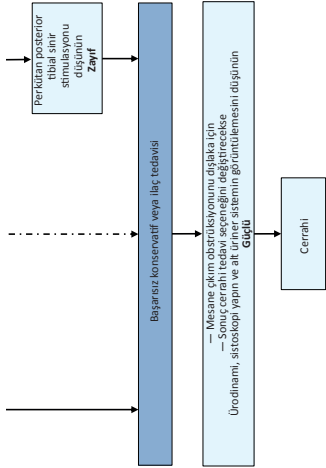 Perkütan posterior
tibial sinir
stimulasyonu
düşünün
Zayıf
Başarısız konservatif veya ilaç tedavisi
— Mesane çıkım obstrüksiyonunu dışlaka için
— Sonuç cerrahi tedavi seçeneğini değiştirecekse
Ürodinami, sistoskopi yapın ve alt üriner sistemin görüntülemesini düşünün
Güçlü
Cerrahi